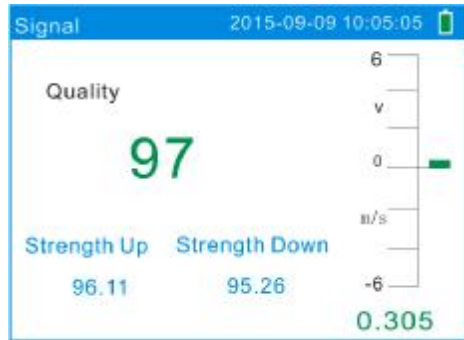 Signal 2015-09-09 10:05:05
6
Quality
v
97
0
m/s
Strength Up Strength Down
96.11 95.26
-6
0.305